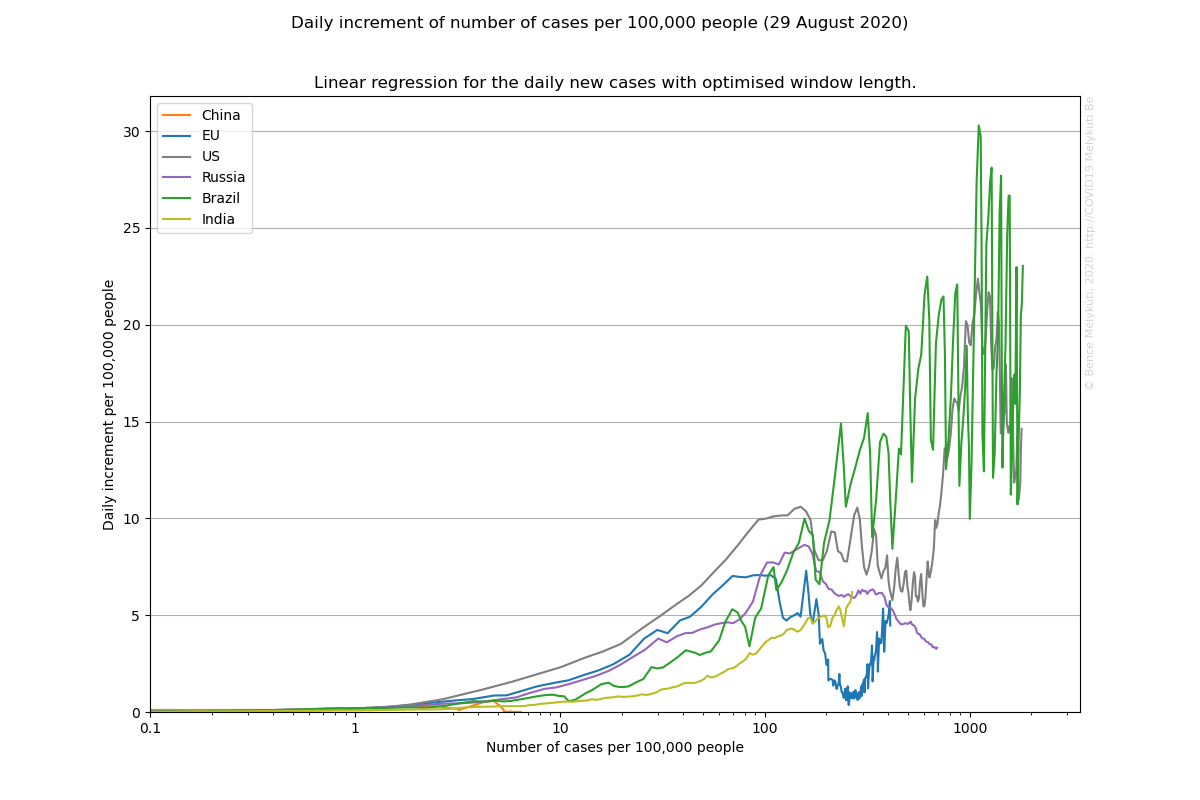 Daily increment of number of cases per 100,000 people (29 August 2020)
Linear regression for the daily new cases with optimised window length.
China
EU
US
Russia
Brazil
India
30
25
20
15
10
5
0
Daily increment per 100,000 people
0.1 1 10 100 1000
Number of cases per 100,000 people
© Bence Melykuti, 2020. http://COVID19.Melykuti.Be